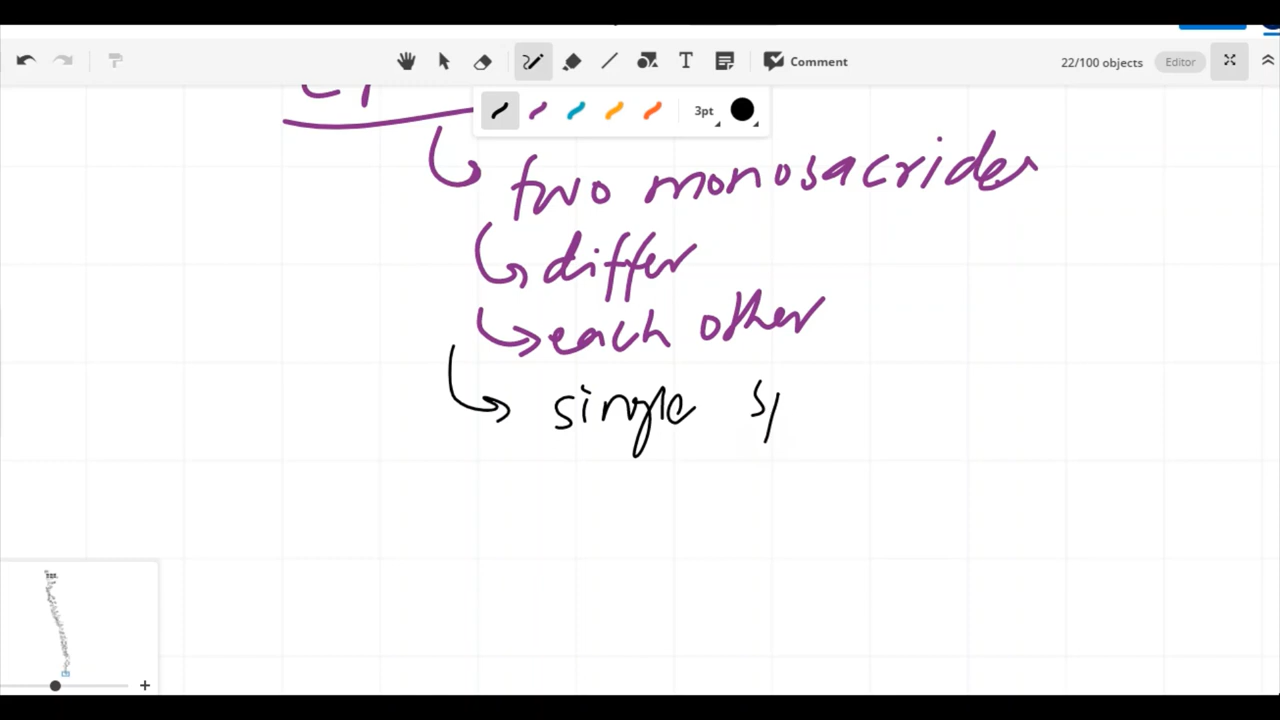 Comment
22/100 objects
Editor
3pt
two monosacrides
differ
each other
single